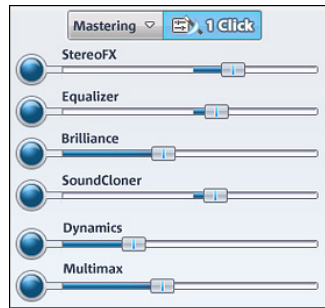 Mastering 1 Click
StereoFX
Equalizer
Brilliance
SoundCloner
Dynamics
Multimax